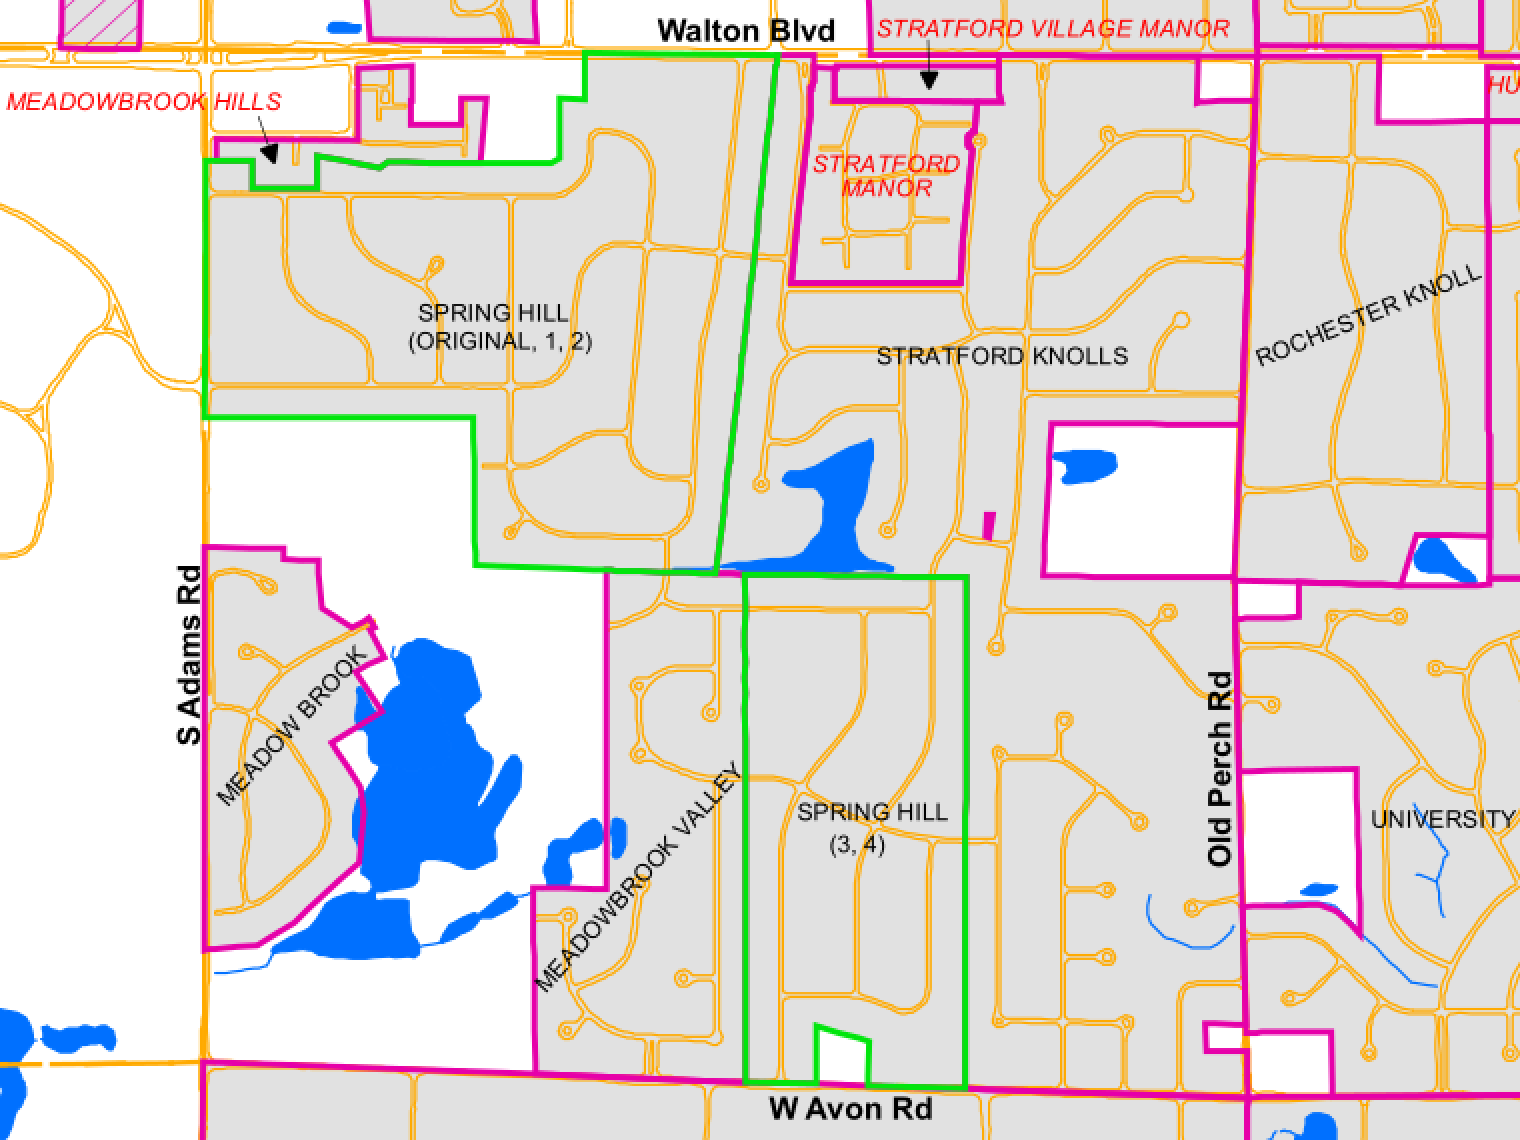 Walton Blvd
STRATFORD VILLAGE MANOR
HU
MEADOWBROOK HILLS
STRATFORD
MANOR
SPRING HILL
(ORIGINAL, 1, 2)
STRATFORD KNOLLS
ROCHESTER KNOLL
S Adams Rd
MEADOW BROOK
MEADOWBROOK VALLEY
SPRING HILL
(3, 4)
Old Perch Rd
UNIVERSITY
W Avon Rd